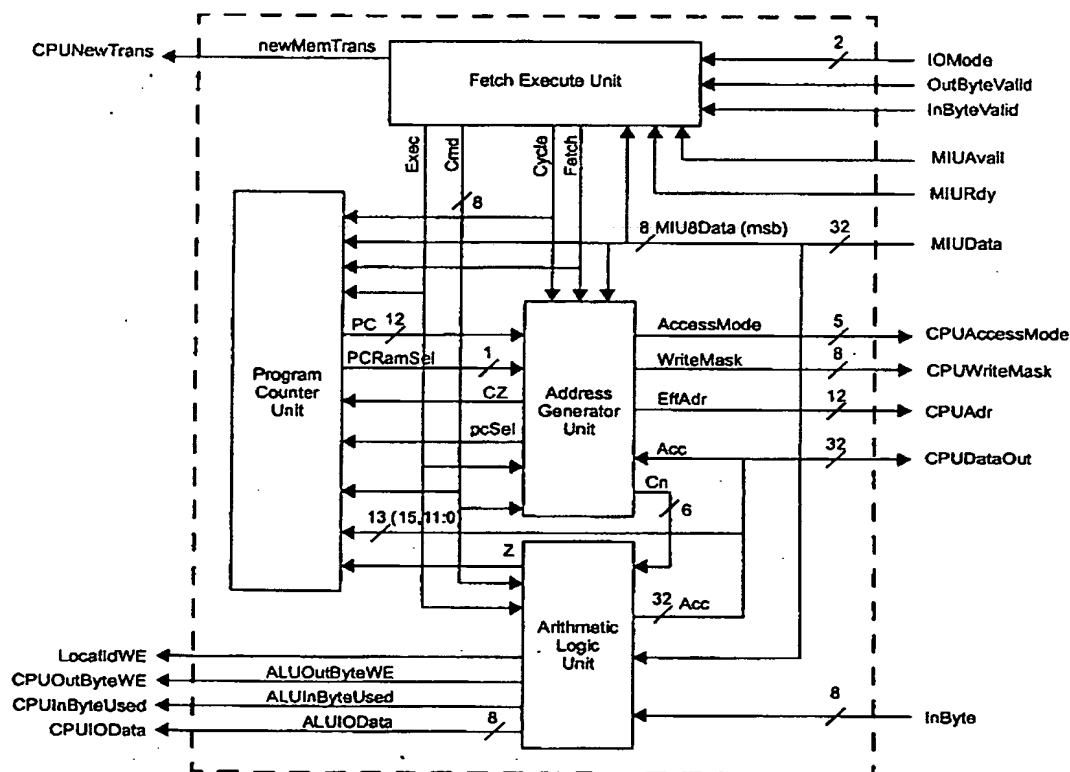 CPUNewTrans
newMemTrans
Fetch Execute Unit
2
IOMode
OutByteValid
InByteValid
MIUAvail
MIURdy
Exec
Cmd
Cycle
Fetch
8
8 MIU8Data (msb)
32
MIUData
PC
12
PCRamSel
1
CZ
pcSel
Program
Counter
Unit
Address
Generator
Unit
AccessMode
5
CPUAccessMode
WriteMask
8
CPUWriteMask
EffAdr
12
CPUAdr
Acc
32
CPUDataOut
Cn
6
13 (15,11:0)
Z
32 Acc
Arithmetic
Logic
Unit
LocalIdWE
CPUOutByteWE
ALUOutByteWE
CPUInByteUsed
ALUInByteUsed
CPUIOData
ALUIOData
8
8
InByte